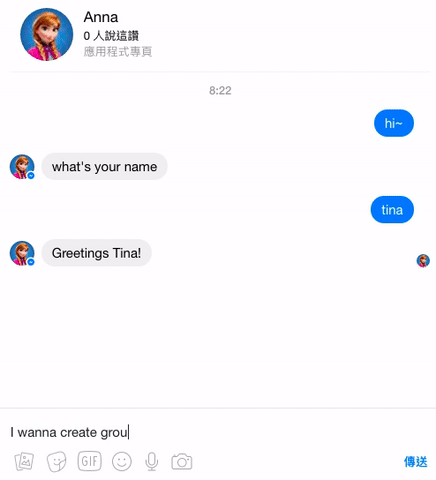 Anna
0 人說這讚
應用程式專頁
8:22
hi~
what's your name
tina
Greetings Tina!
I wanna create grou
GIF
傳送